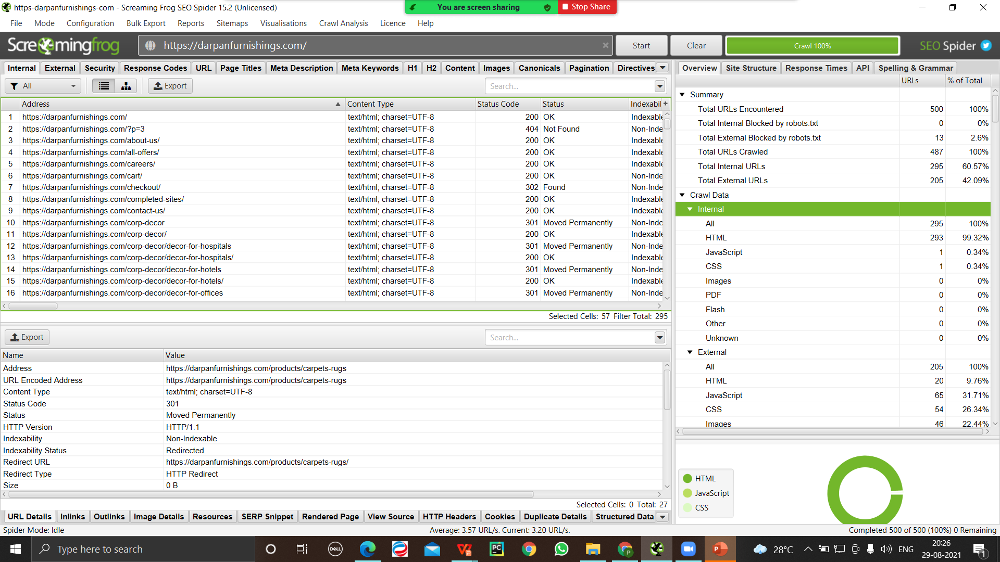 https-darpanfurnishings-com - Screaming Frog SEO Spider 15.2 (Unlicensed)
You are screen sharing
Stop Share
File Mode Configuration Bulk Export Reports Sitemaps Visualisations Crawl Analysis Licence Help
Screamingfrog
https://darpanfurnishings.com/
Start
Clear
Crawl 100%
SEO Spider
Internal External Security Response Codes URL Page Titles Meta Description Meta Keywords H1 H2 Content Images Canonicals Pagination Directives
All
Export
Search...
Address Content Type Status Code Status Indexabil
1 https://darpanfurnishings.com/ text/html; charset=UTF-8 200 OK Indexable
2 https://darpanfurnishings.com/?p=3 text/html; charset=UTF-8 404 Not Found Non-Inde
3 https://darpanfurnishings.com/about-us/ text/html; charset=UTF-8 200 OK Indexable
4 https://darpanfurnishings.com/all-offers/ text/html; charset=UTF-8 200 OK Indexable
5 https://darpanfurnishings.com/careers/ text/html; charset=UTF-8 200 OK Indexable
6 https://darpanfurnishings.com/cart/ text/html; charset=UTF-8 200 OK Non-Inde
7 https://darpanfurnishings.com/checkout/ text/html; charset=UTF-8 302 Found Non-Inde
8 https://darpanfurnishings.com/completed-sites/ text/html; charset=UTF-8 200 OK Indexable
9 https://darpanfurnishings.com/contact-us/ text/html; charset=UTF-8 200 OK Indexable
10 https://darpanfurnishings.com/corp-decor text/html; charset=UTF-8 301 Moved Permanently Non-Inde
11 https://darpanfurnishings.com/corp-decor/ text/html; charset=UTF-8 200 OK Indexable
12 https://darpanfurnishings.com/corp-decor/decor-for-hospitals text/html; charset=UTF-8 301 Moved Permanently Non-Inde
13 https://darpanfurnishings.com/corp-decor/decor-for-hospitals/ text/html; charset=UTF-8 200 OK Indexable
14 https://darpanfurnishings.com/corp-decor/decor-for-hotels text/html; charset=UTF-8 301 Moved Permanently Non-Inde
15 https://darpanfurnishings.com/corp-decor/decor-for-hotels/ text/html; charset=UTF-8 200 OK Indexable
16 https://darpanfurnishings.com/corp-decor/decor-for-offices text/html; charset=UTF-8 301 Moved Permanently Non-Inde
Selected Cells: 57 Filter Total: 295
Export
Search...
Name Value
Address https://darpanfurnishings.com/products/carpets-rugs
URL Encoded Address https://darpanfurnishings.com/products/carpets-rugs
Content Type text/html; charset=UTF-8
Status Code 301
Status Moved Permanently
HTTP Version HTTP/1.1
Indexability Non-Indexable
Indexability Status Redirected
Redirect URL https://darpanfurnishings.com/products/carpets-rugs/
Redirect Type HTTP Redirect
Size 0 B
Selected Cells: 0 Total: 27
URL Details Inlinks Outlinks Image Details Resources SERP Snippet Rendered Page View Source HTTP Headers Cookies Duplicate Details Structured Data
Overview Site Structure Response Times API Spelling & Grammar
URLs % of Total
Summary
Total URLs Encountered 500 100%
Total Internal Blocked by robots.txt 0 0%
Total External Blocked by robots.txt 13 2.6%
Total URLs Crawled 487 100%
Total Internal URLs 295 60.57%
Total External URLs 205 42.09%
Crawl Data
Internal
All 295 100%
HTML 293 99.32%
JavaScript 1 0.34%
CSS 1 0.34%
Images 0 0%
PDF 0 0%
Flash 0 0%
Other 0 0%
Unknown 0 0%
External
All 205 100%
HTML 20 9.76%
JavaScript 65 31.71%
CSS 54 26.34%
Images 46 22.44%
HTML
JavaScript
CSS
Spider Mode: Idle
Average: 3.57 URL/s. Current: 3.20 URL/s.
Completed 500 of 500 (100%) 0 Remaining
Type here to search
DELL
PC
P
P
28°C
ENG
20:26
29-08-2021
1